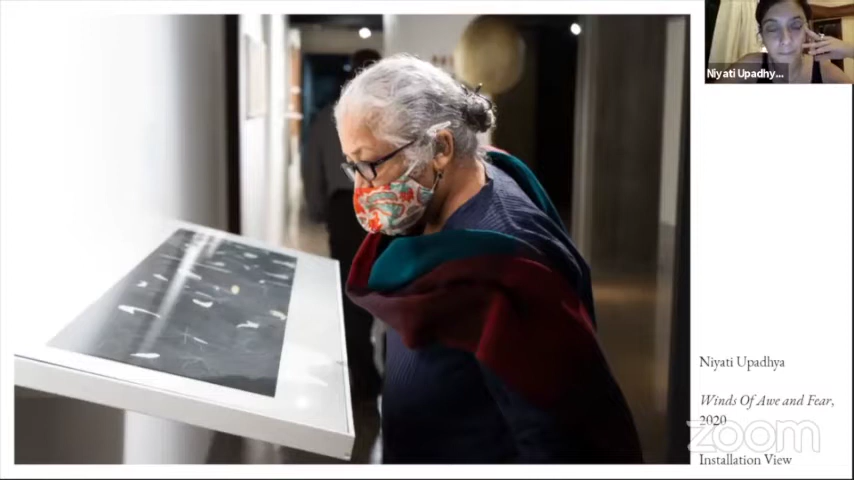 Niyati Upadhy...
Niyati Upadhya
Winds Of Awe and Fear,
2020
zoom
Installation View